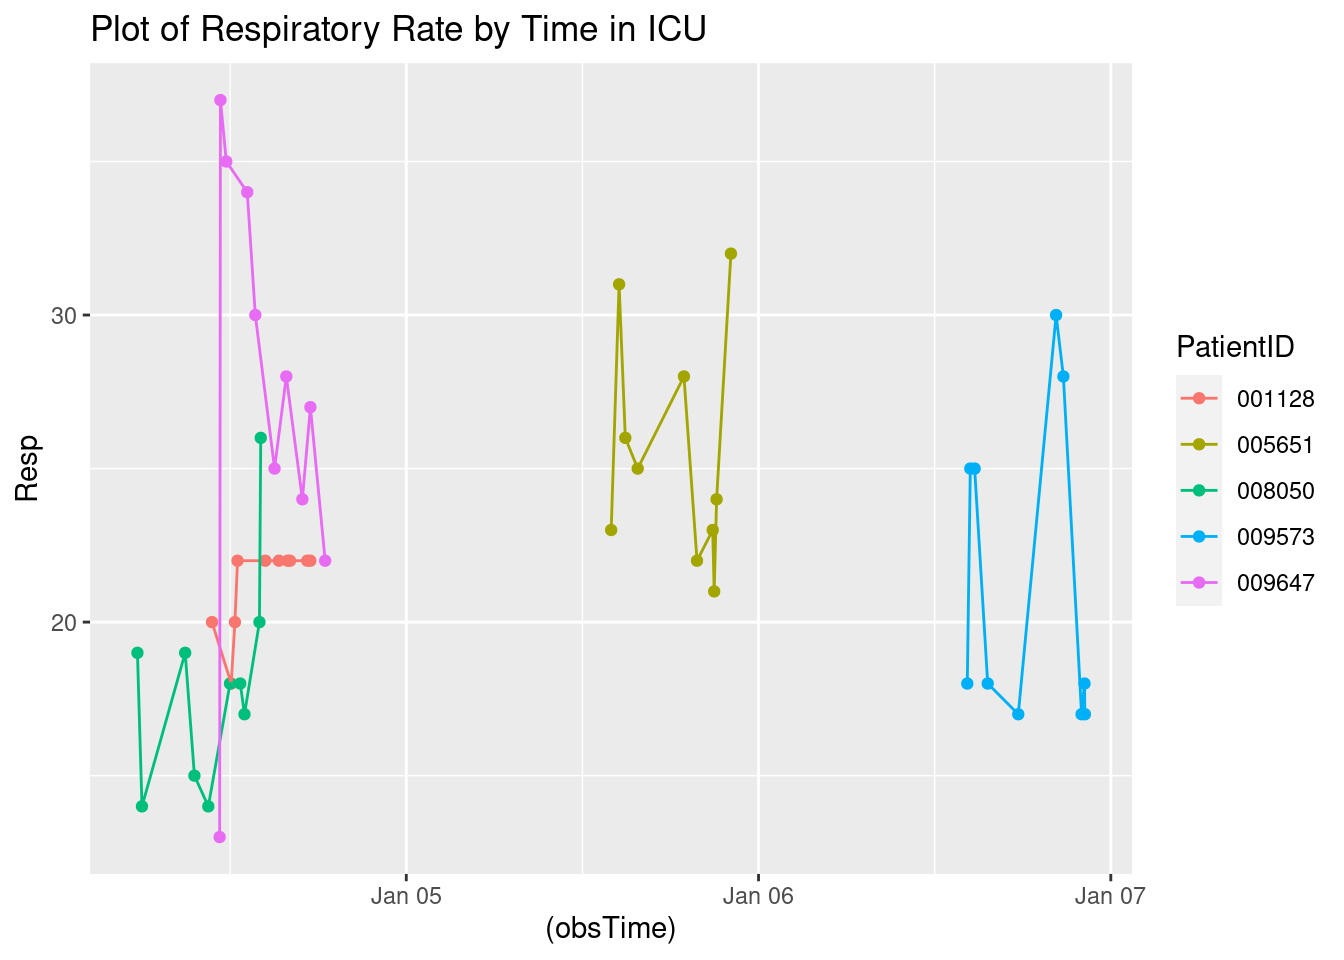 Plot of Respiratory Rate by Time in ICU
Resp
30
20
Jan 05
Jan 06
Jan 07
(obsTime)
PatientID
001128
005651
008050
009573
009647